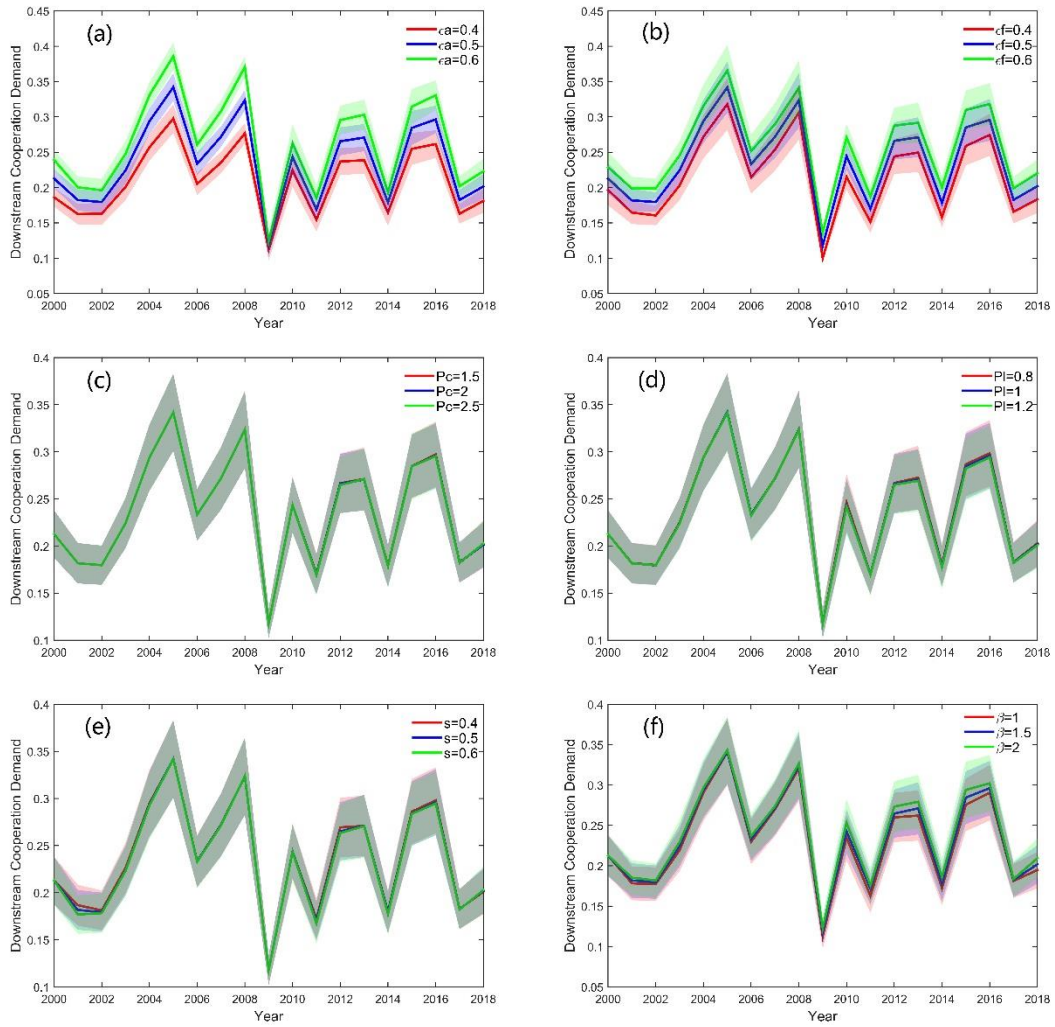 (a)
ϵa=0.4
ϵa=0.5
ϵa=0.6
Downstream Cooperation Demand
0.45
0.4
0.35
0.3
0.25
0.2
0.15
0.1
0.05
2000 2002 2004 2006 2008 2010 2012 2014 2016 2018
Year
(b)
ϵf=0.4
ϵf=0.5
ϵf=0.6
Downstream Cooperation Demand
0.45
0.4
0.35
0.3
0.25
0.2
0.15
0.1
0.05
2000 2002 2004 2006 2008 2010 2012 2014 2016 2018
Year
(c)
Pc=1.5
Pc=2
Pc=2.5
Downstream Cooperation Demand
0.4
0.35
0.3
0.25
0.2
0.15
0.1
2000 2002 2004 2006 2008 2010 2012 2014 2016 2018
Year
(d)
Pl=0.8
Pl=1
Pl=1.2
Downstream Cooperation Demand
0.4
0.35
0.3
0.25
0.2
0.15
0.1
2000 2002 2004 2006 2008 2010 2012 2014 2016 2018
Year
(e)
s=0.4
s=0.5
s=0.6
Downstream Cooperation Demand
0.4
0.35
0.3
0.25
0.2
0.15
0.1
2000 2002 2004 2006 2008 2010 2012 2014 2016 2018
Year
(f)
β=1
β=1.5
β=2
Downstream Cooperation Demand
0.4
0.35
0.3
0.25
0.2
0.15
0.1
0.05
2000 2002 2004 2006 2008 2010 2012 2014 2016 2018
Year